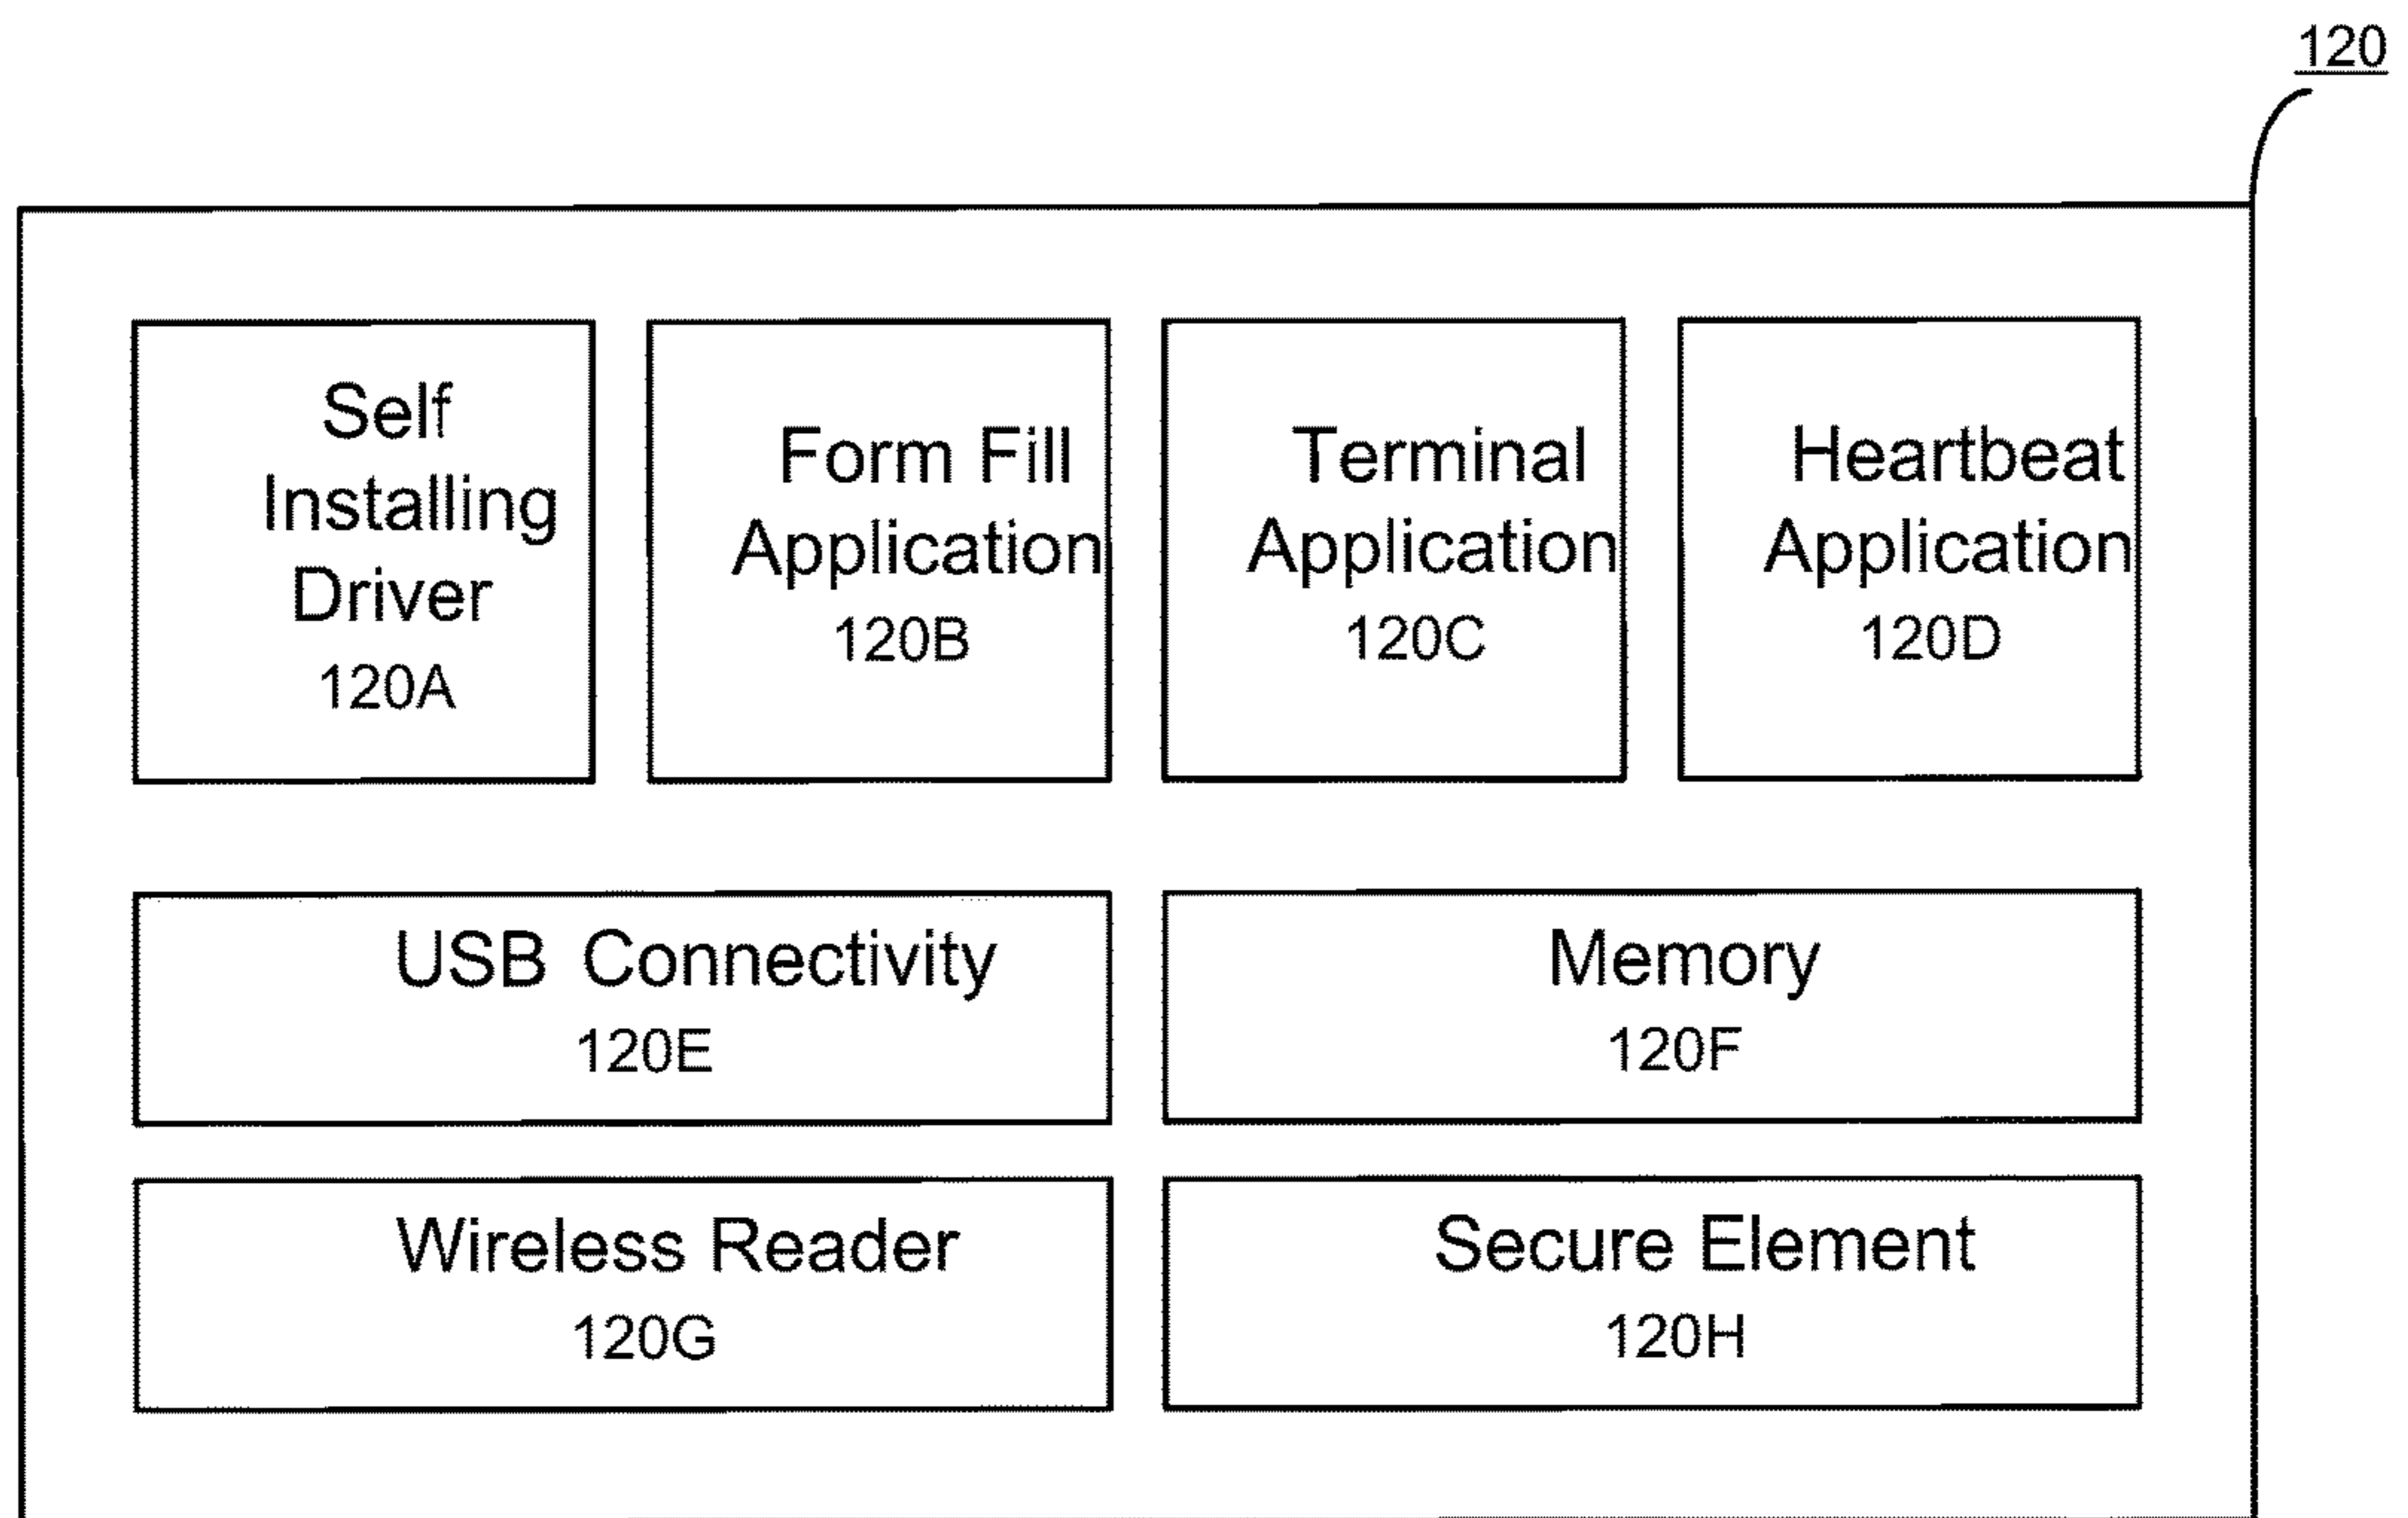 120
Self
Installing
Driver
120A
Form Fill
Application
120B
Terminal
Application
120C
Heartbeat
Application
120D
USB Connectivity
120E
Memory
120F
Wireless Reader
120G
Secure Element
120H